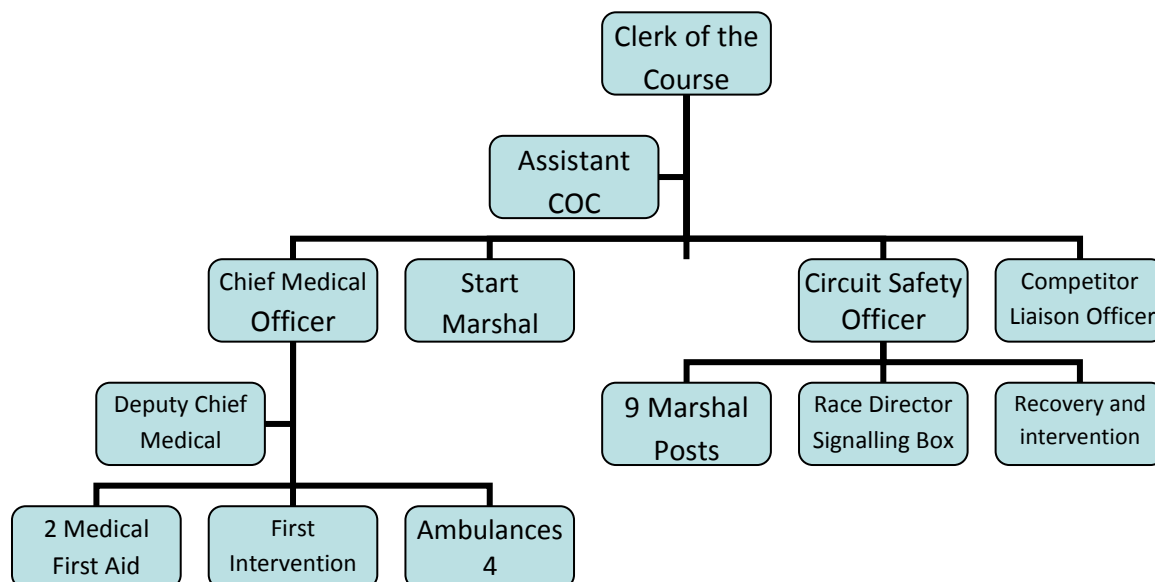 Clerk of the
Course
Assistant
COC
Chief Medical
Officer
Start
Marshal
Circuit Safety
Officer
Competitor
Liaison Officer
Deputy Chief
Medical
9 Marshal
Posts
Race Director
Signalling Box
Recovery and
intervention
2 Medical
First Aid
First
Intervention
Ambulances
4